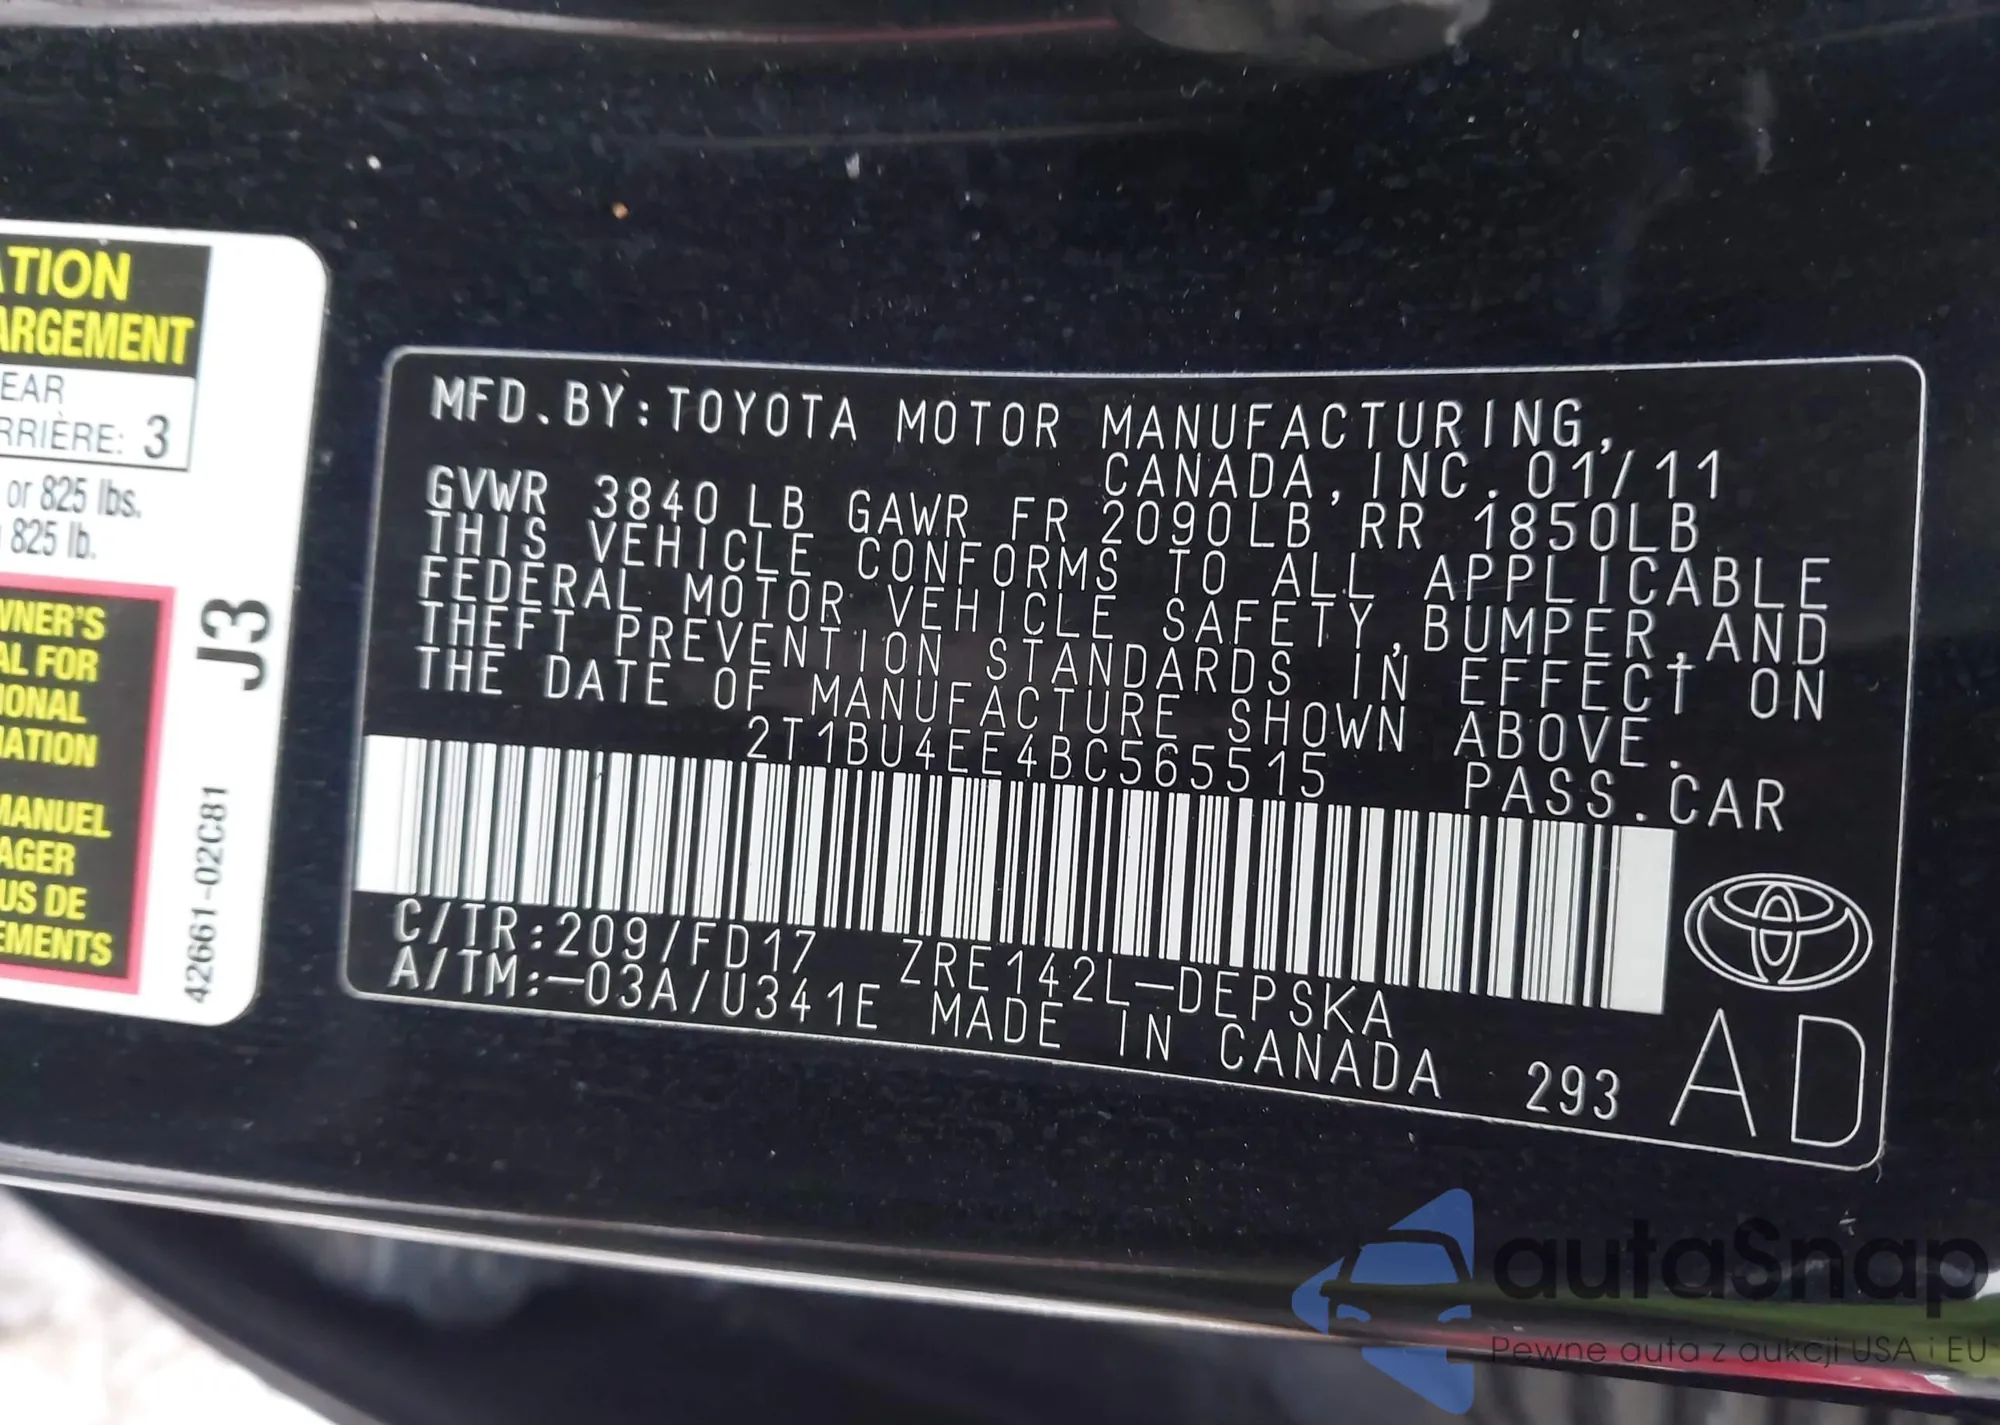 ATION
ARGEMENT
EAR
RRIÈRE: 3
or 825 lbs.
825 lb.
WNER'S
AL FOR
IONAL
MATION
MANUEL
AGER
US DE
EMENTS
J3
42661-02C81
MFD.BY:TOYOTA MOTOR MANUFACTURING,
CANADA,INC.01/11
GVWR 3840LB GAWR FR 2090LB RR 1850LB
THIS VEHICLE CONFORMS TO ALL APPLICABLE
FEDERAL MOTOR VEHICLE SAFETY,BUMPER,AND
THEFT PREVENTION STANDARDS IN EFFECT ON
THE DATE OF MANUFACTURE SHOWN ABOVE.
2T1BU4EE4BC565515 PASS.CAR
C/TR:209/FD17 ZRE142L-DEPSKA
A/TM:-03A/U341E MADE IN CANADA 293
AD
autaSnap
Pewne auta z aukcji USA i EU